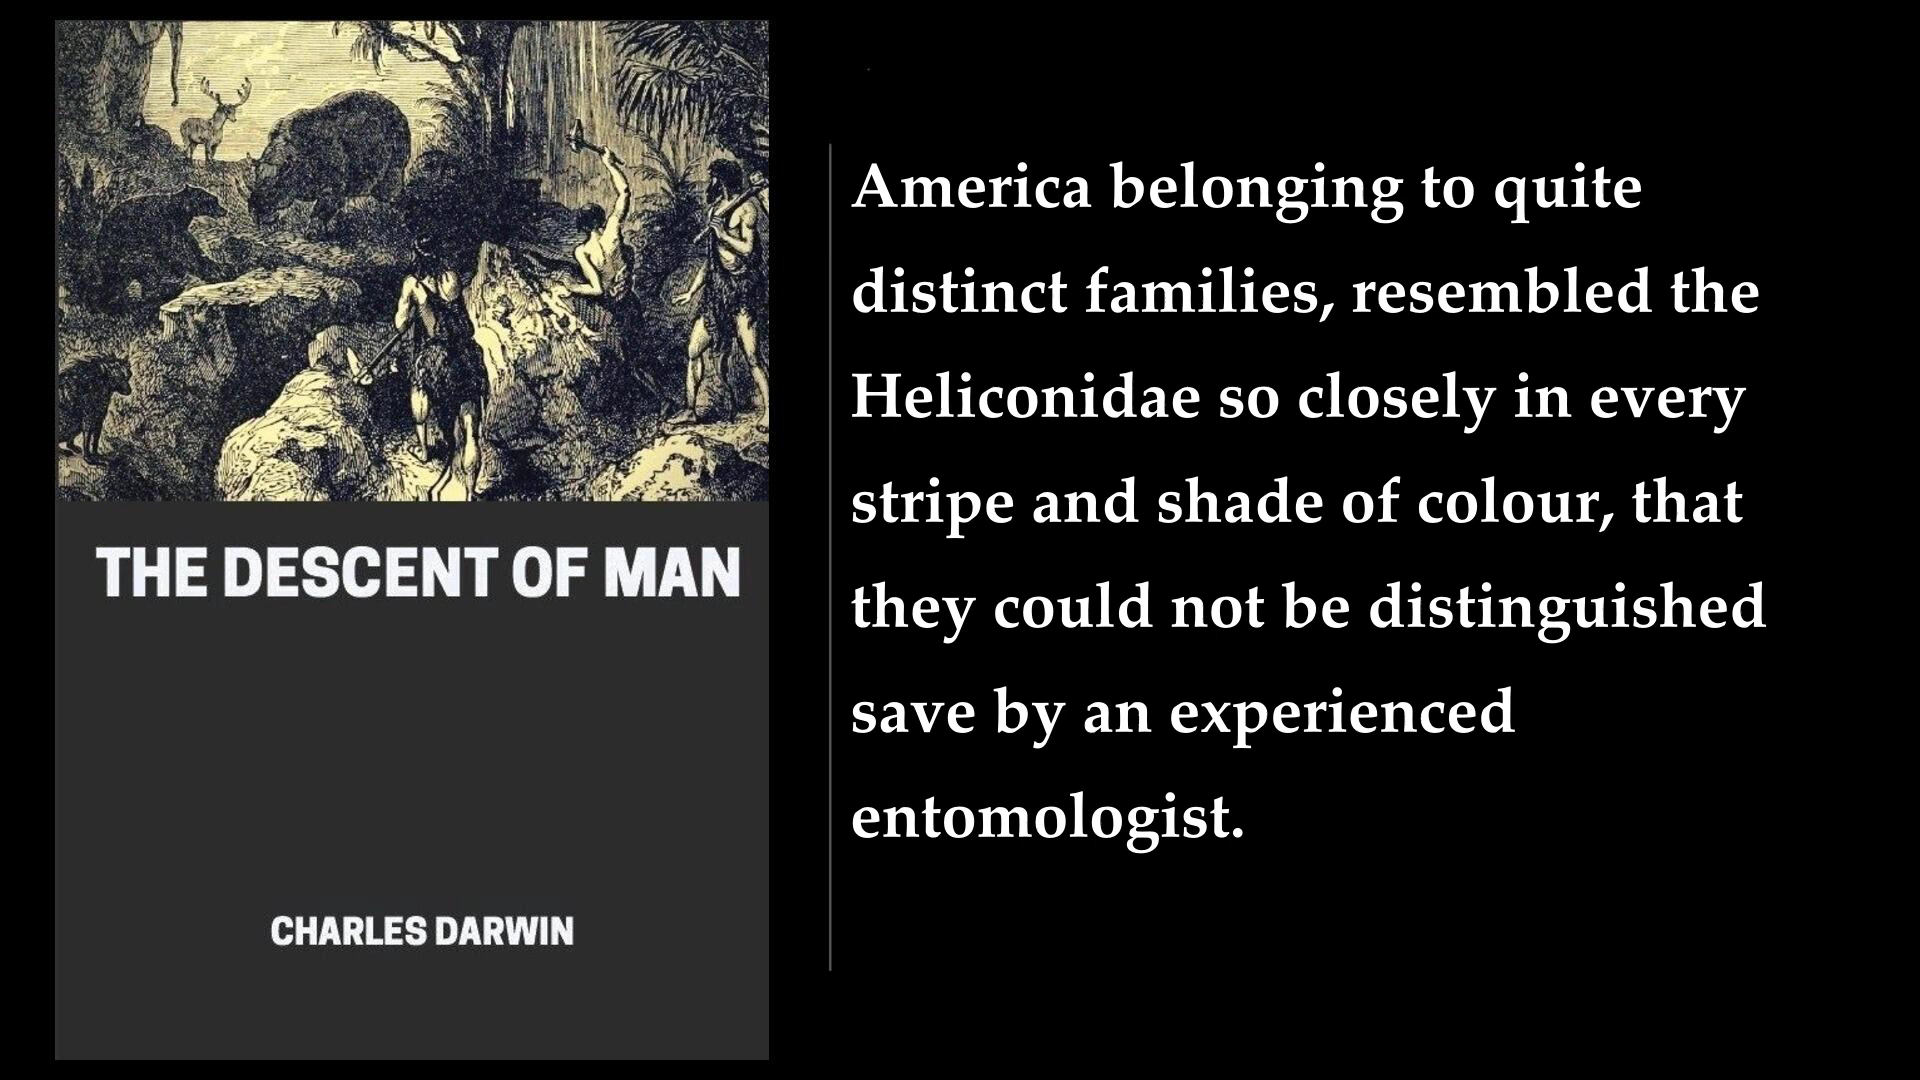 THE DESCENT OF MAN
CHARLES DARWIN
America belonging to quite
distinct families, resembled the
Heliconidae so closely in every
stripe and shade of colour, that
they could not be distinguished
save by an experienced
entomologist.